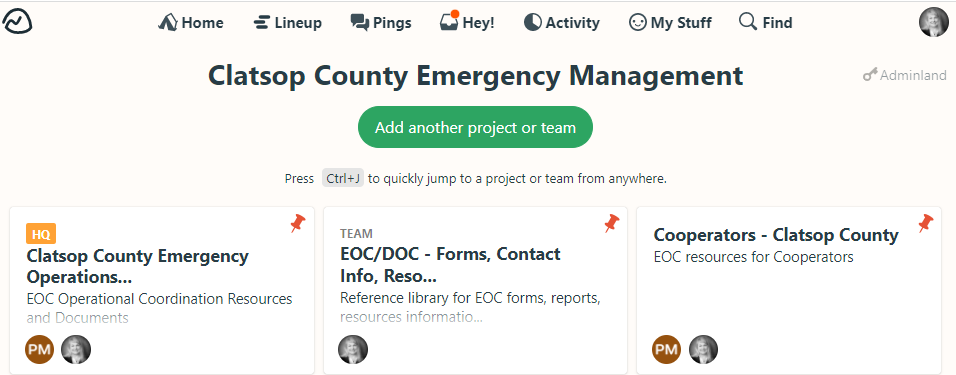 Home Lineup Pings Hey! Activity My Stuff Find
Clatsop County Emergency Management
Adminland
Add another project or team
Press Ctrl+J to quickly jump to a project or team from anywhere.
HQ
Clatsop County Emergency
Operations...
EOC Operational Coordination Resources
and Documents
PM
TEAM
EOC/DOC - Forms, Contact
Info, Reso...
Reference library for EOC forms, reports,
resources informatio...
Cooperators - Clatsop County
EOC resources for Cooperators
PM